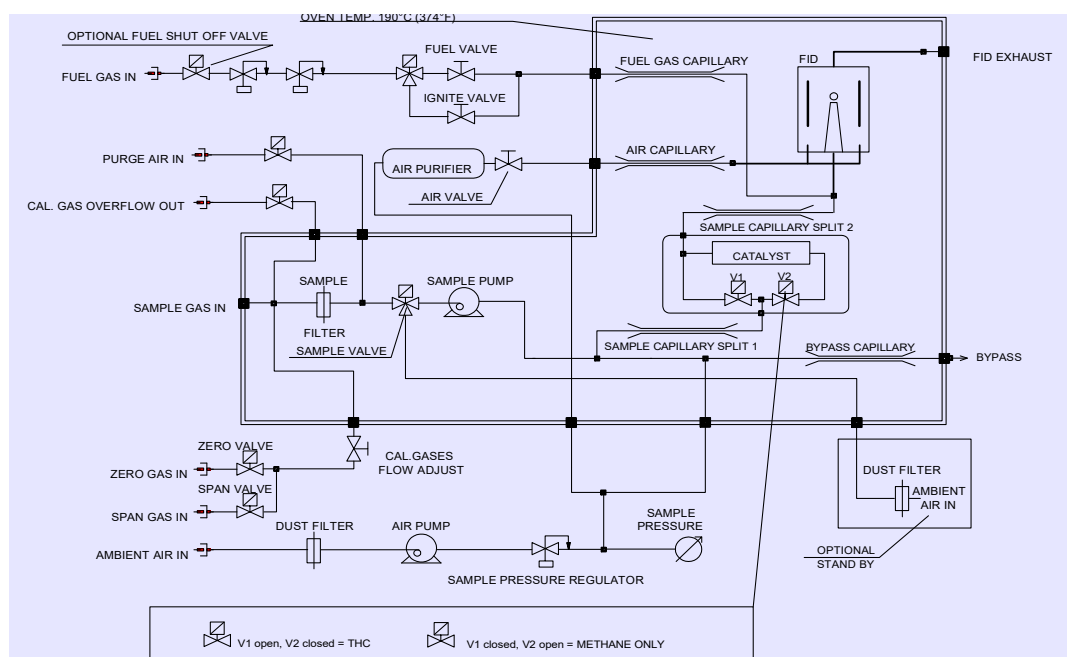 OVEN TEMP. 190°C (374°F)
OPTIONAL FUEL SHUT OFF VALVE
FUEL VALVE
FID EXHAUST
FUEL GAS IN
FUEL GAS CAPILLARY
FID
IGNITE VALVE
PURGE AIR IN
AIR PURIFIER
AIR CAPILLARY
AIR VALVE
CAL. GAS OVERFLOW OUT
SAMPLE CAPILLARY SPLIT 2
CATALYST
V1
V2
SAMPLE
SAMPLE PUMP
SAMPLE GAS IN
FILTER
SAMPLE VALVE
SAMPLE CAPILLARY SPLIT 1
BYPASS CAPILLARY
BYPASS
ZERO VALVE
CAL.GASES
FLOW ADJUST
ZERO GAS IN
DUST FILTER
SPAN VALVE
AMBIENT
AIR IN
SPAN GAS IN
DUST FILTER
AIR PUMP
SAMPLE
PRESSURE
AMBIENT AIR IN
OPTIONAL
STAND BY
SAMPLE PRESSURE REGULATOR
V1 open, V2 closed = THC
V1 closed, V2 open = METHANE ONLY